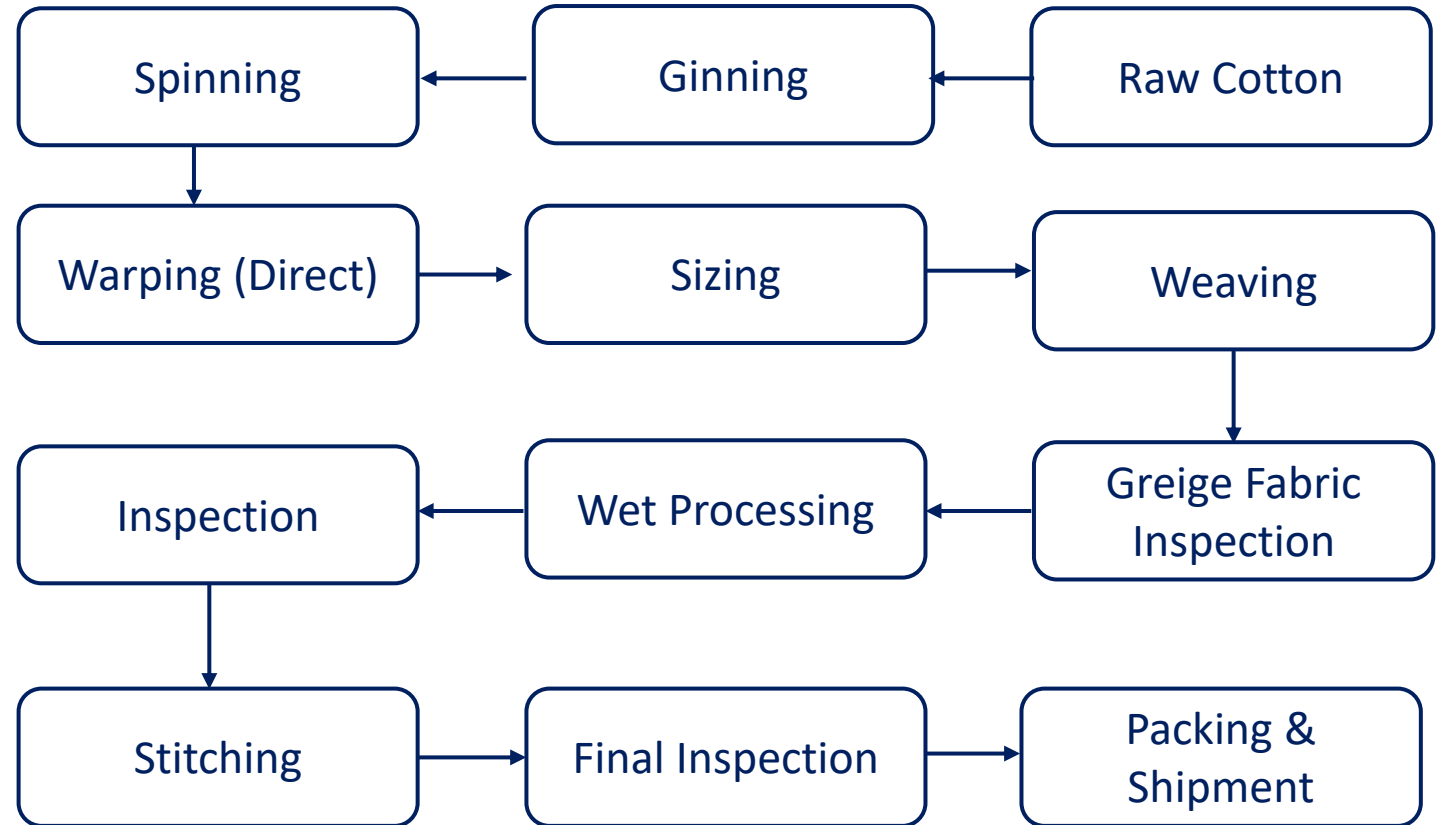 Spinning
Ginning
Raw Cotton
Warping (Direct)
Sizing
Weaving
Inspection
Wet Processing
Greige Fabric
Inspection
Stitching
Final Inspection
Packing &
Shipment